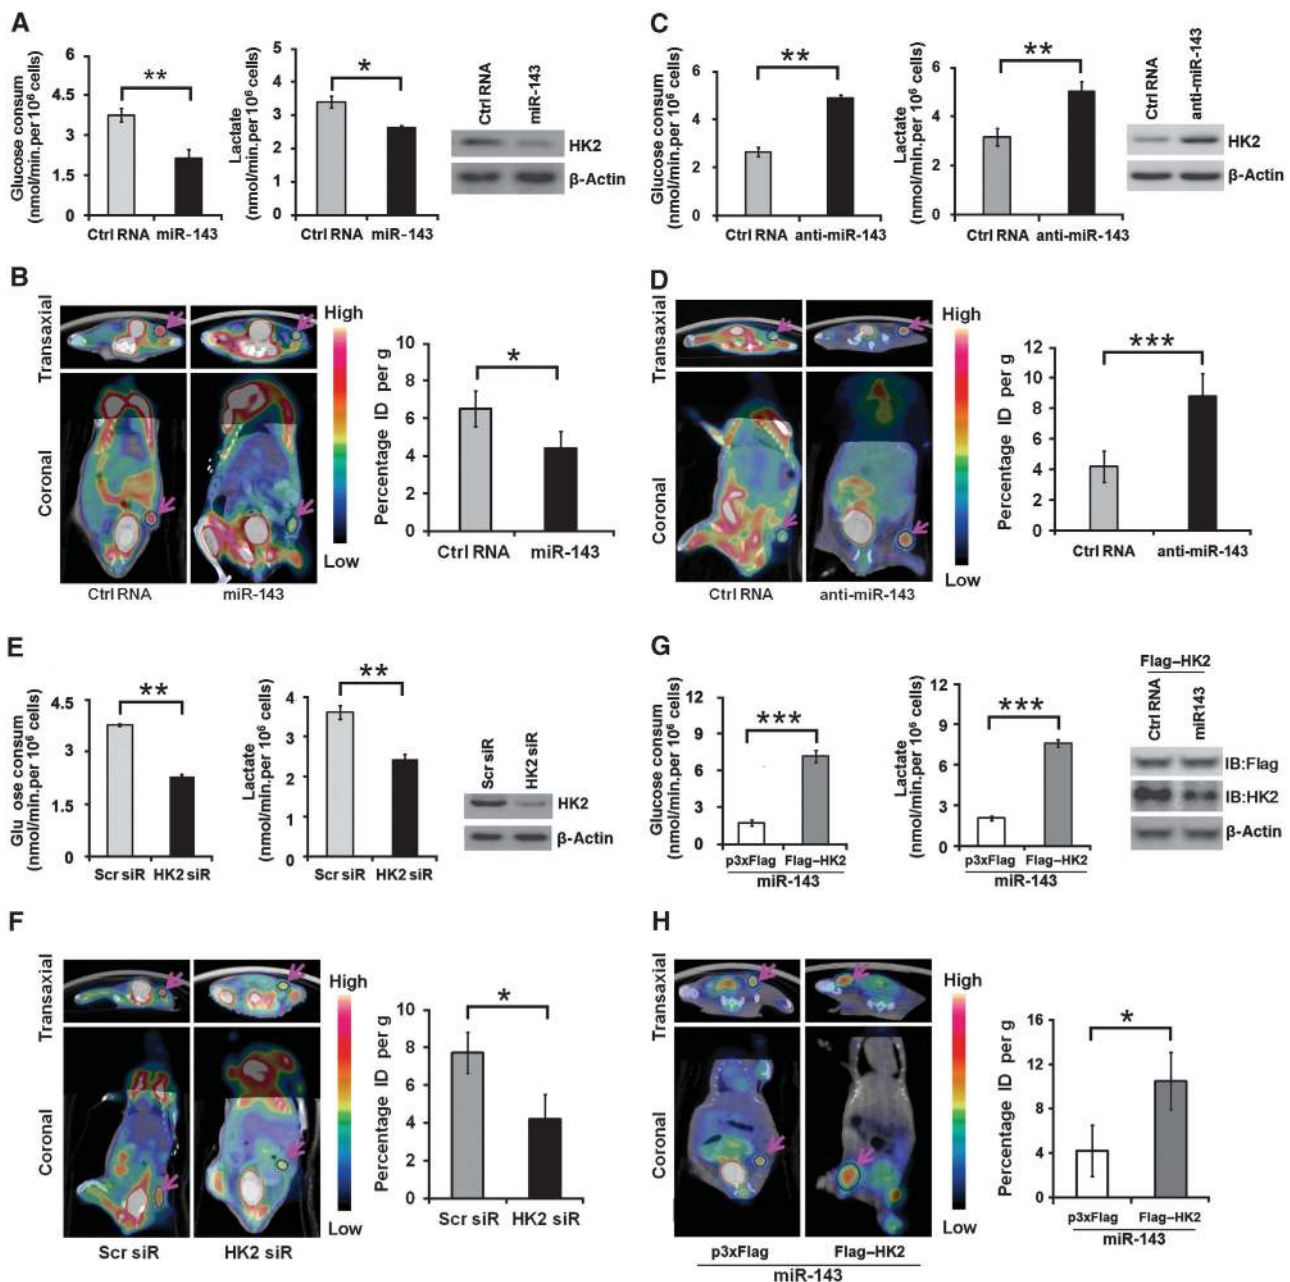 A
Glucose consum
(nmol/min.per 10⁶ cells)
6
4.5
3
1.5
0
**
Ctrl RNA miR-143
Lactate
(nmol/min.per 10⁶ cells)
5
4
3
2
1
0
*
Ctrl RNA miR-143
Ctrl RNA
miR-143
HK2
β-Actin
C
Glucose consum
(nmol/min.per 10⁶ cells)
6
4
2
0
**
Ctrl RNA anti-miR-143
Lactate
(nmol/min.per 10⁶ cells)
6
4
2
0
**
Ctrl RNA anti-miR-143
Ctrl RNA
anti-miR-143
HK2
β-Actin
B
Transaxial
Coronal
Ctrl RNA
miR-143
High
Low
Percentage ID per g
10
8
6
4
2
0
*
Ctrl RNA miR-143
D
Transaxial
Coronal
Ctrl RNA
anti-miR-143
High
Low
Percentage ID per g
12
10
8
6
4
2
0
***
Ctrl RNA anti-miR-143
E
Glu ose consum
(nmol/min.per 10⁶ cells)
4.5
3
1.5
0
**
Scr siR HK2 siR
Lactate
(nmol/min.per 10⁶ cells)
4
3
2
1
0
**
Scr siR HK2 siR
Scr siR
HK2 siR
HK2
β-Actin
G
Glucose consum
(nmol/min.per 10⁶ cells)
12
9
6
3
0
***
p3xFlag Flag–HK2
miR-143
Lactate
(nmol/min.per 10⁶ cells)
12
9
6
3
0
***
p3xFlag Flag–HK2
miR-143
Flag–HK2
Ctrl RNA
miR143
IB:Flag
IB:HK2
β-Actin
F
Transaxial
Coronal
Scr siR
HK2 siR
High
Low
Percentage ID per g
10
8
6
4
2
0
*
Scr siR HK2 siR
H
Transaxial
Coronal
p3xFlag
Flag–HK2
miR-143
High
Low
Percentage ID per g
16
12
8
4
0
*
p3xFlag Flag–HK2
miR-143